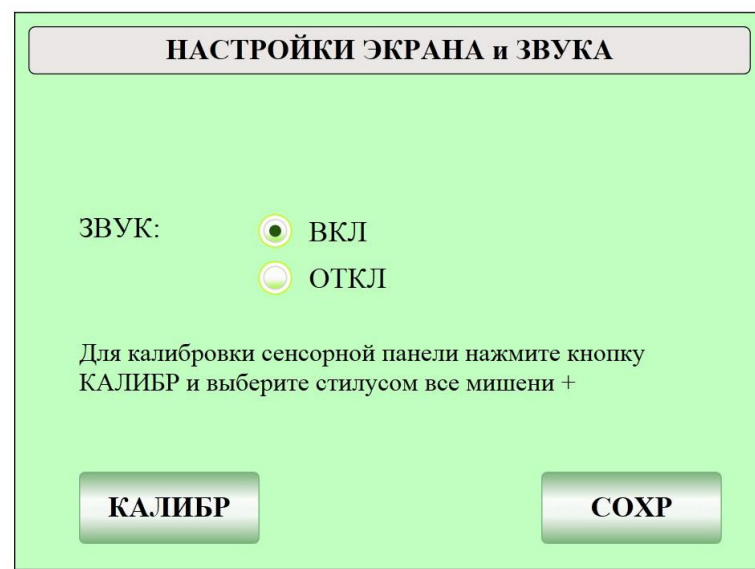 НАСТРОЙКИ ЭКРАНА и ЗВУКА
ЗВУК:
ВКЛ
ОТКЛ
Для калибровки сенсорной панели нажмите кнопку
КАЛИБР и выберите стилусом все мишени +
КАЛИБР
СОХР